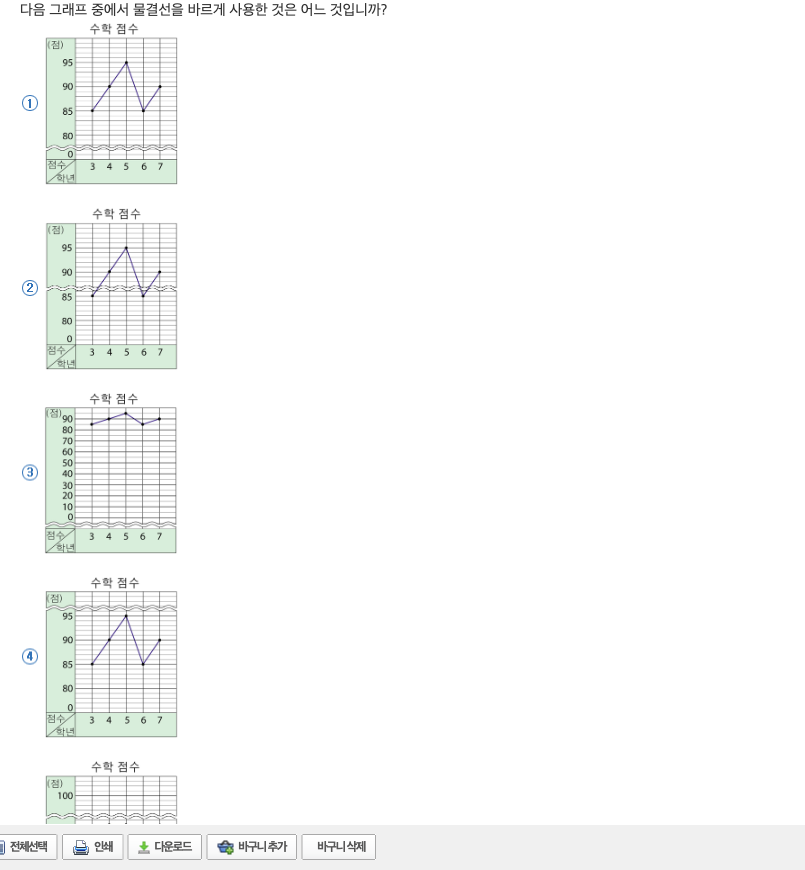 다음 그래프 중에서 물결선을 바르게 사용한 것은 어느 것입니까?
수학 점수
(점)
95
90
①
85
80
0
점수
3 4 5 6 7
학년
수학 점수
(점)
95
90
②
85
80
0
점수
3 4 5 6 7
학년
수학 점수
(점)
90
80
70
60
50
③
40
30
20
10
0
점수
3 4 5 6 7
학년
수학 점수
(점)
95
90
④
85
80
0
점수
3 4 5 6 7
학년
수학 점수
(점)
100
전체선택 인쇄 다운로드 바구니 추가 바구니 삭제